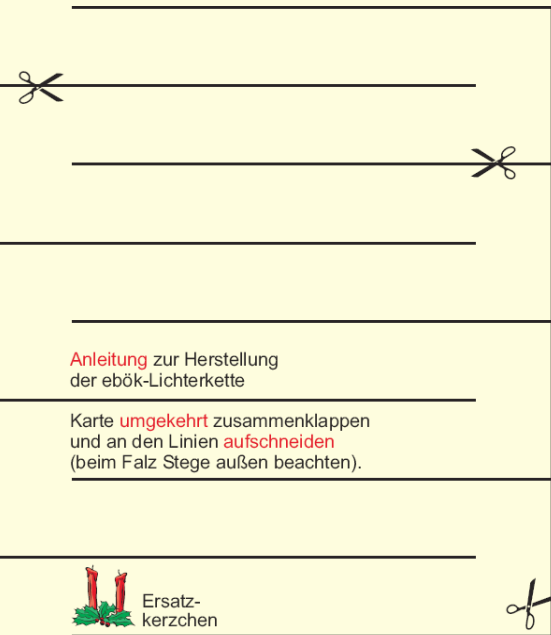 Anleitung zur Herstellung
der ebök-Lichterkette
Karte umgekehrt zusammenklappen
und an den Linien aufschneiden
(beim Falz Stege außen beachten).
Ersatz-
kerzchen